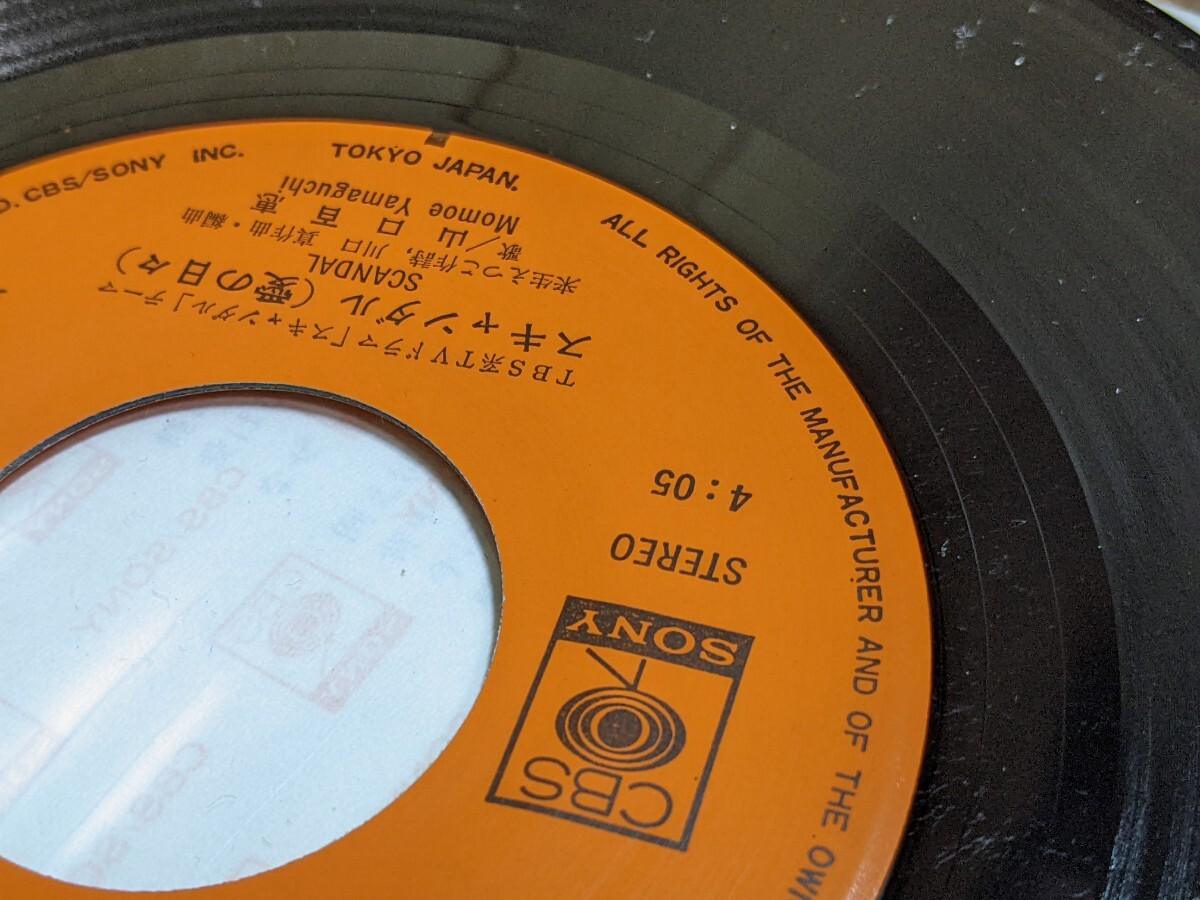 CBS
SONY
STEREO
4:05
TBS系TVドラマ「スキャンダル」テーマ
スキャンダル (愛の日々)
SCANDAL
来生えつこ作詩, 川口 真作曲・編曲
歌/山口百恵
Momoe Yamaguchi
ALL RIGHTS OF THE MANUFACTURER AND OF THE
CBS/SONY INC. TOKYO JAPAN.
CBS SONY